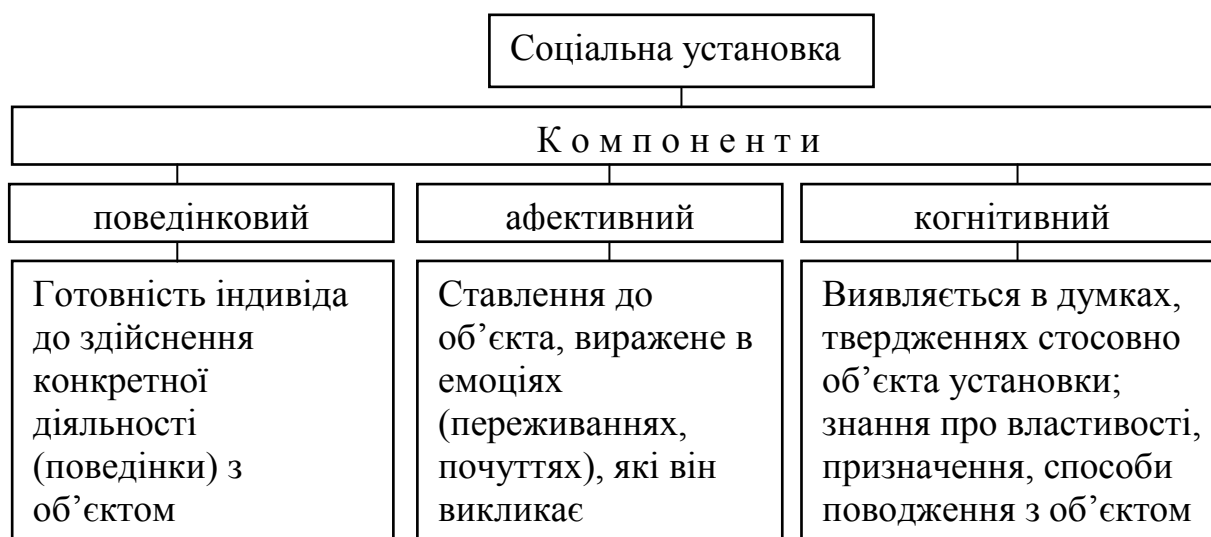 Соціальна установка
К о м п о н е н т и
поведінковий
афективний
когнітивний
Готовність індивіда
до здійснення
конкретної
діяльності
(поведінки) з
об’єктом
Ставлення до
об’єкта, виражене в
емоціях
(переживаннях,
почуттях), які він
викликає
Виявляється в думках,
твердженнях стосовно
об’єкта установки;
знання про властивості,
призначення, способи
поводження з об’єктом